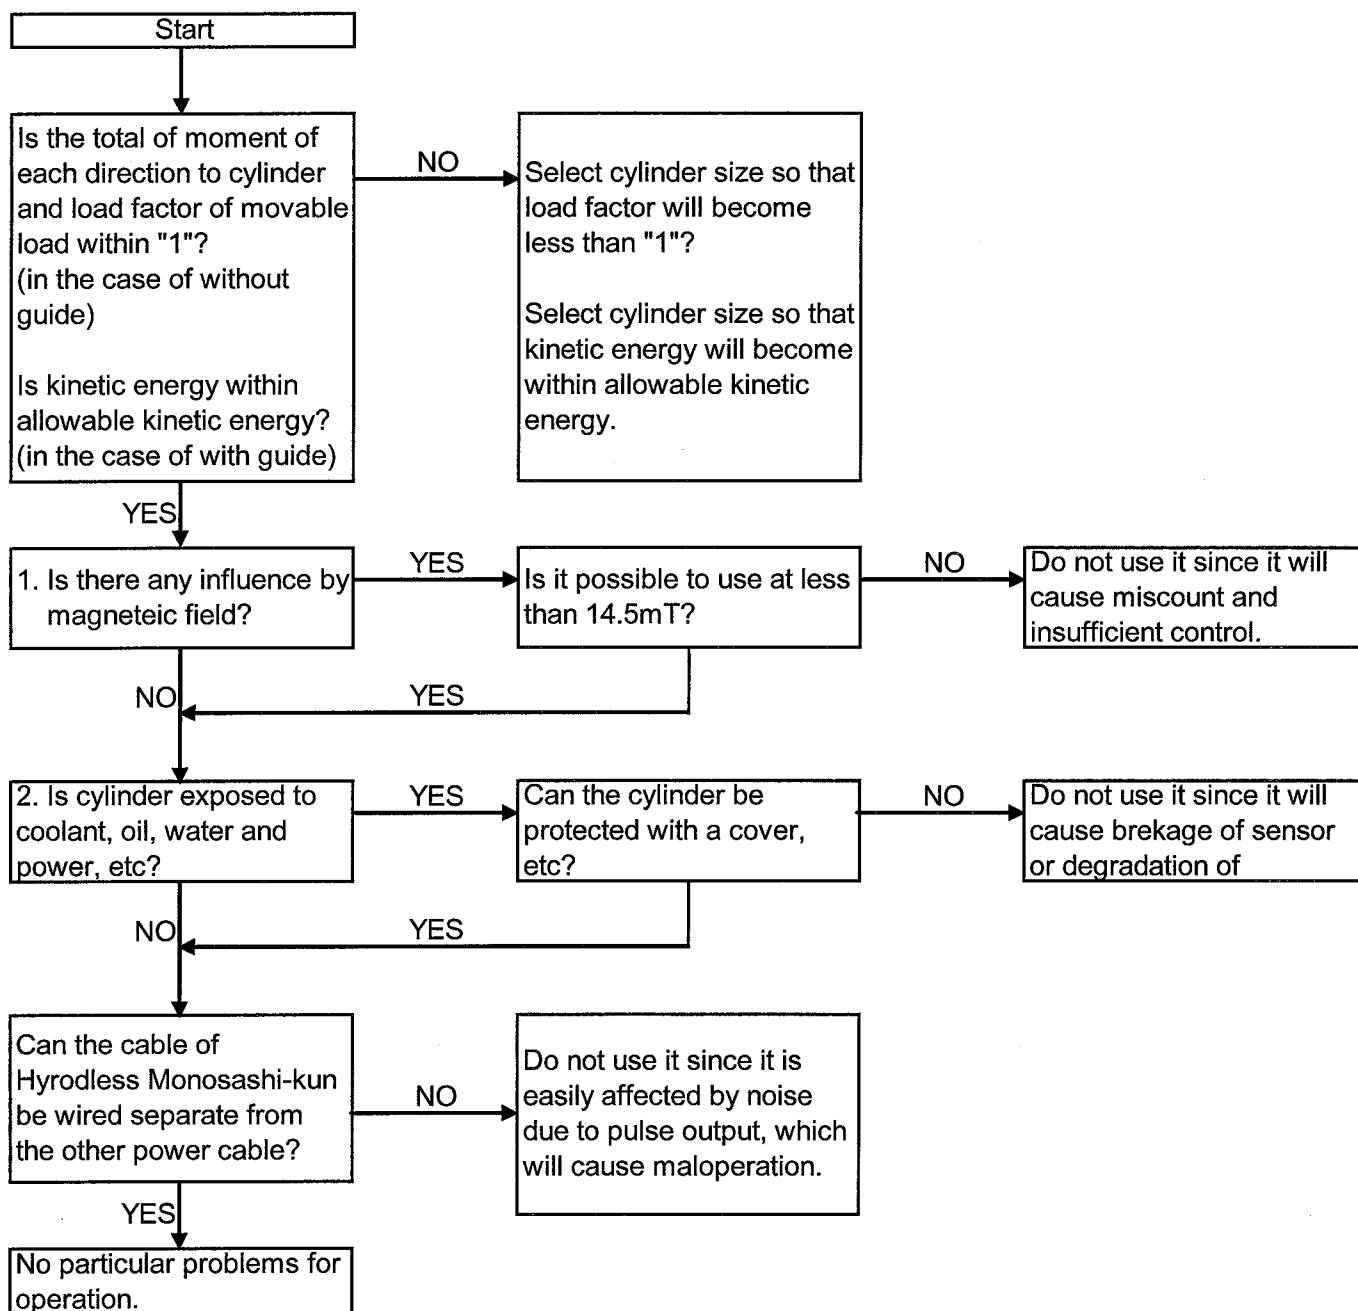 Start
Is the total of moment of
each direction to cylinder
and load factor of movable
load within "1"?
(in the case of without
guide)
Is kinetic energy within
allowable kinetic energy?
(in the case of with guide)
NO
Select cylinder size so that
load factor will become
less than "1"?
Select cylinder size so that
kinetic energy will become
within allowable kinetic
energy.
YES
1. Is there any influence by
magneteic field?
YES
Is it possible to use at less
than 14.5mT?
NO
Do not use it since it will
cause miscount and
insufficient control.
NO
YES
2. Is cylinder exposed to
coolant, oil, water and
power, etc?
YES
Can the cylinder be
protected with a cover,
etc?
NO
Do not use it since it will
cause brekage of sensor
or degradation of
NO
YES
Can the cable of
Hyrodless Monosashi-kun
be wired separate from
the other power cable?
NO
Do not use it since it is
easily affected by noise
due to pulse output, which
will cause maloperation.
YES
No particular problems for
operation.